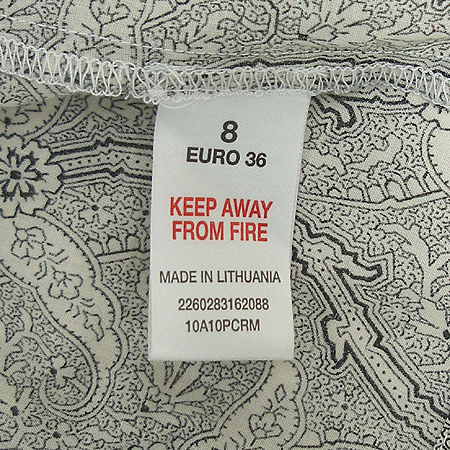 8
EURO 36
KEEP AWAY
FROM FIRE
MADE IN LITHUANIA
2260283162088
10A10PCRM